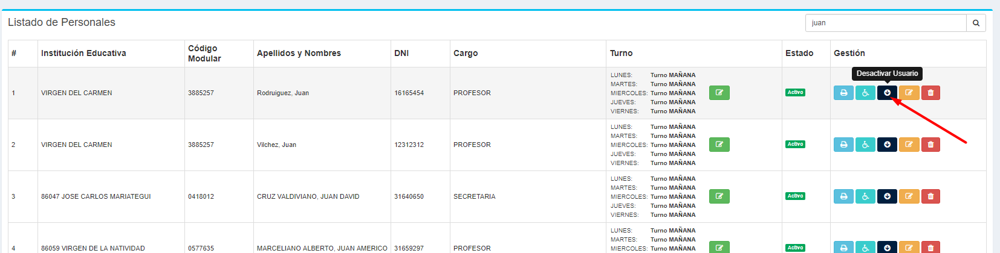 Listado de Personales
juan
# Institución Educativa Código Modular Apellidos y Nombres DNI Cargo Turno Estado Gestión
Desactivar Usuario
1 VIRGEN DEL CARMEN 3885257 Rodruiguez, Juan 16165454 PROFESOR
LUNES: Turno MAÑANA
MARTES: Turno MAÑANA
MIERCOLES: Turno MAÑANA
JUEVES: Turno MAÑANA
VIERNES: Turno MAÑANA
Activo
2 VIRGEN DEL CARMEN 3885257 Vilchez, Juan 12312312 PROFESOR
LUNES: Turno MAÑANA
MARTES: Turno MAÑANA
MIERCOLES: Turno MAÑANA
JUEVES: Turno MAÑANA
VIERNES: Turno MAÑANA
Activo
3 86047 JOSE CARLOS MARIATEGUI 0418012 CRUZ VALDIVIANO, JUAN DAVID 31640650 SECRETARIA
LUNES: Turno MAÑANA
MARTES: Turno MAÑANA
MIERCOLES: Turno MAÑANA
JUEVES: Turno MAÑANA
VIERNES: Turno MAÑANA
Activo
4 86059 VIRGEN DE LA NATIVIDAD 0577635 MARCELIANO ALBERTO, JUAN AMERICO 31659297 PROFESOR
LUNES: Turno MAÑANA
MARTES: Turno MAÑANA
MIERCOLES: Turno MAÑANA
Activo